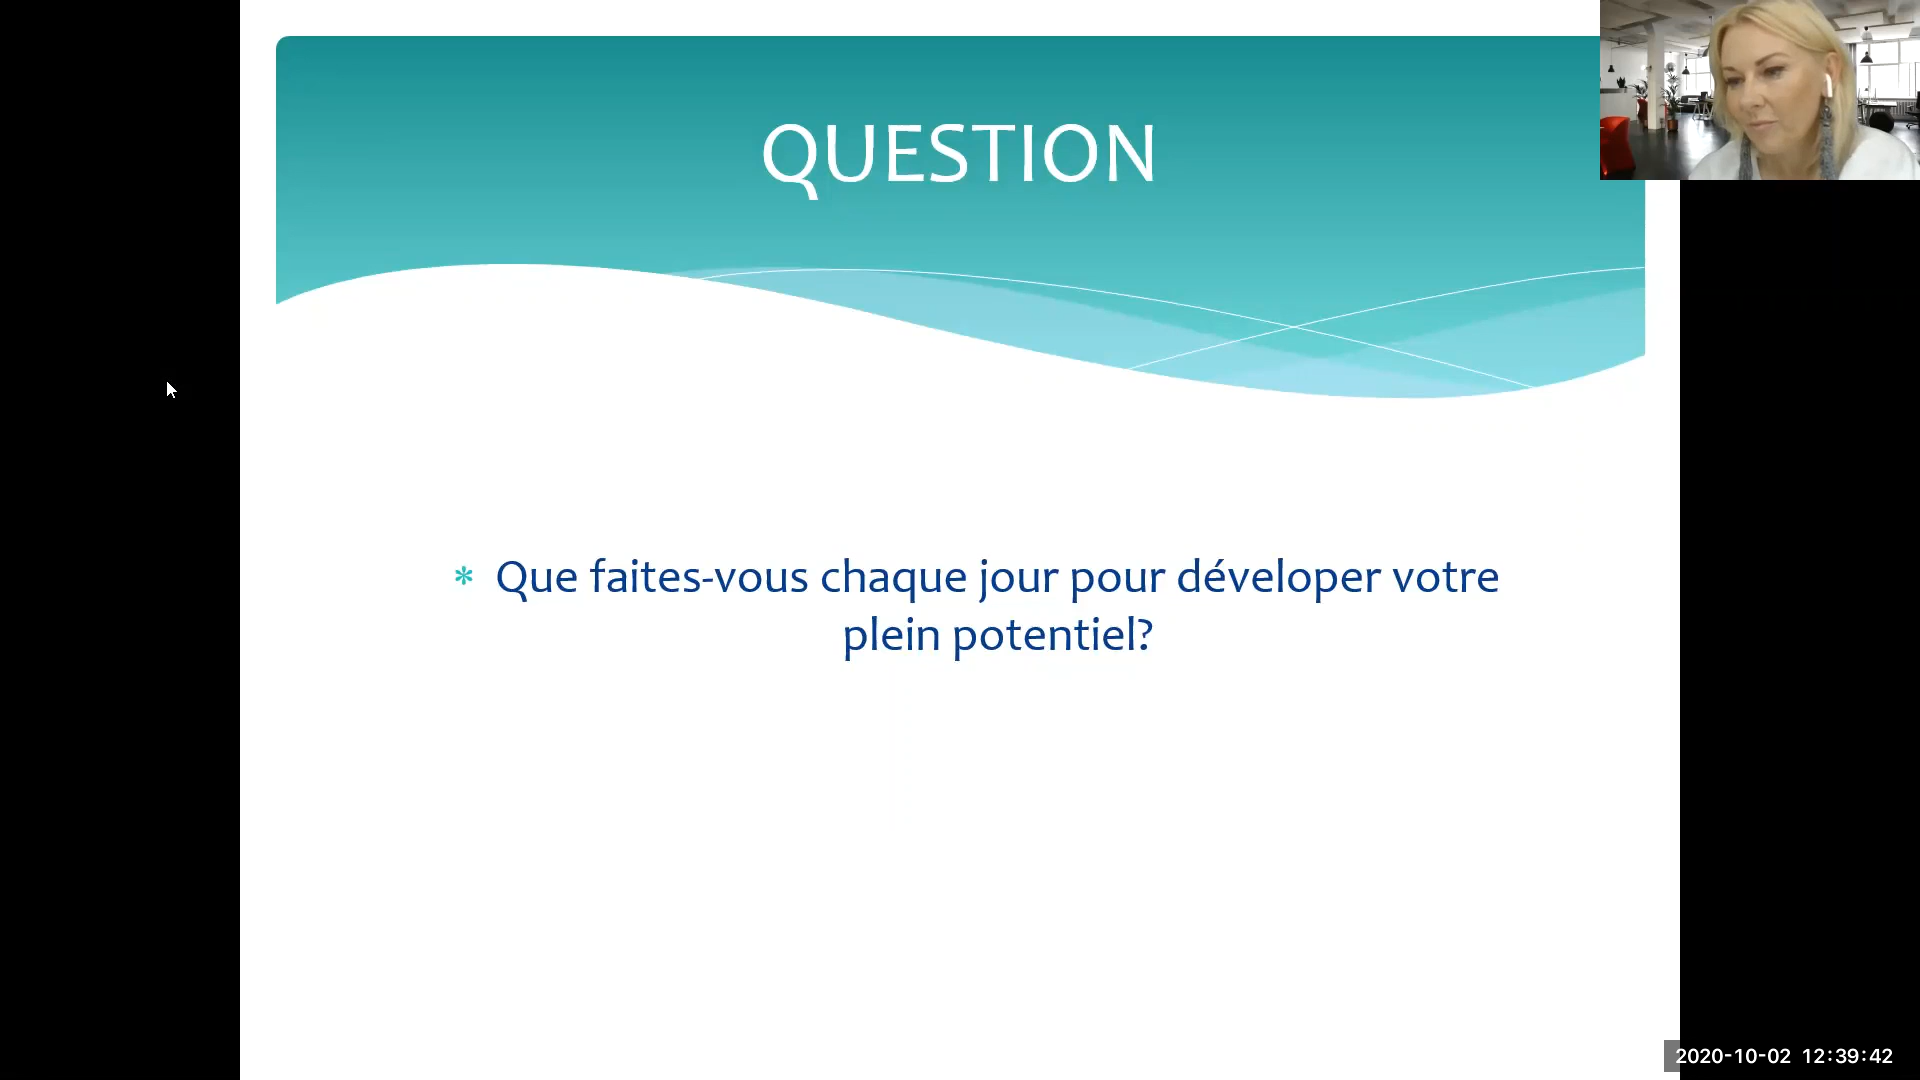 QUESTION
* Que faites-vous chaque jour pour déveloper votre
plein potentiel?
2020-10-02 12:39:42